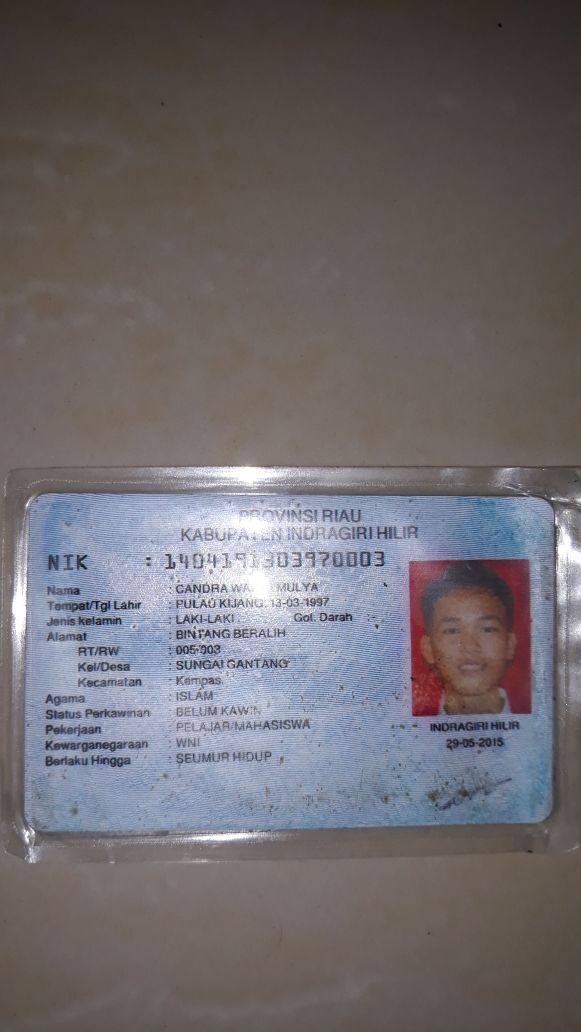 PROVINSI RIAU
KABUPATEN INDRAGIRI HILIR
NIK : 1404191303970003
Nama : CANDRA MULYA
Tempat/Tgl Lahir : PULAU KIJANG, 13-03-1997
Jenis kelamin : LAKI-LAKI Gol. Darah : -
Alamat : BINTANG BERALIH
RT/RW : 005/003
Kel/Desa : SUNGAI GANTANG
Kecamatan : Kempas
Agama : ISLAM
Status Perkawinan : BELUM KAWIN
Pekerjaan : PELAJAR/MAHASISWA
Kewarganegaraan : WNI
Berlaku Hingga : SEUMUR HIDUP
INDRAGIRI HILIR
29-05-2015